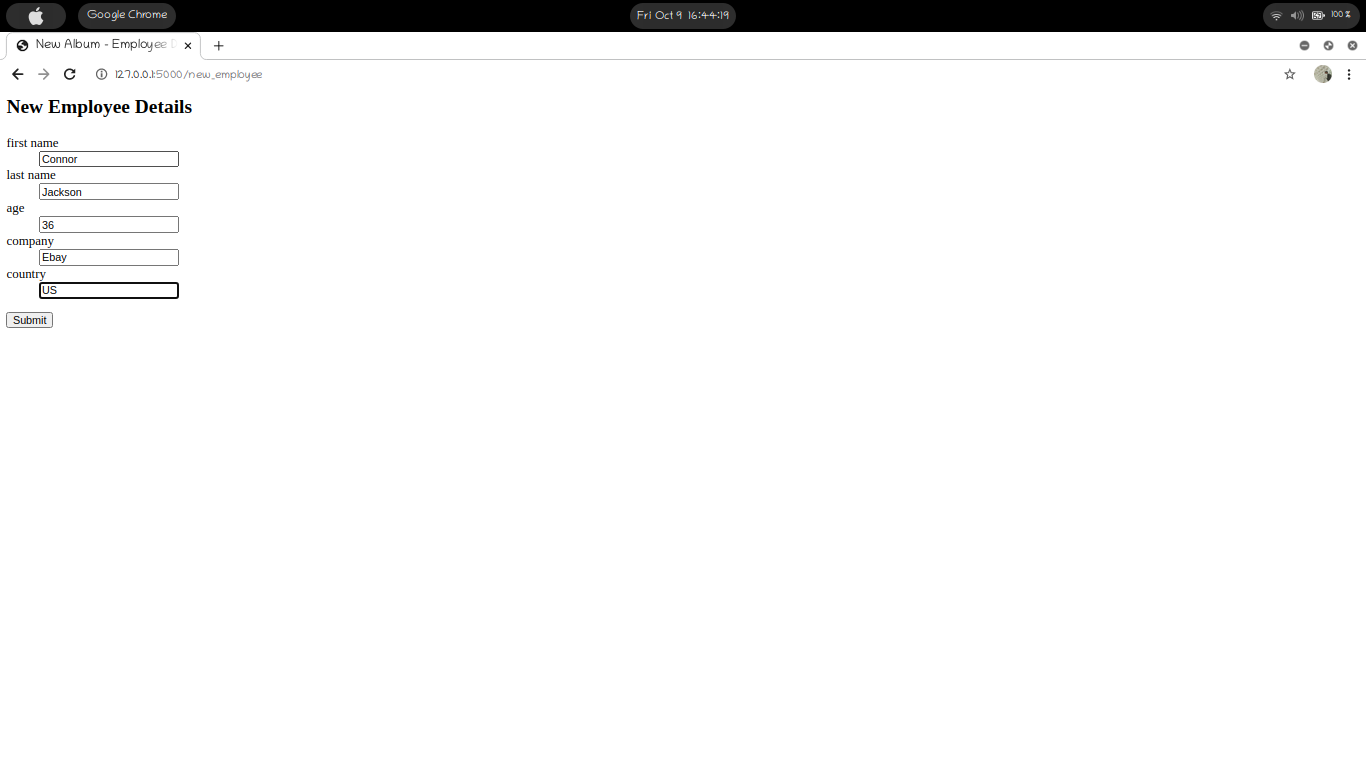 Google Chrome
Fri Oct 9 16:44:19
100 %
New Album - Employee D
127.0.0.1:5000/new_employee
New Employee Details
first name
Connor
last name
Jackson
age
36
company
Ebay
country
US
Submit